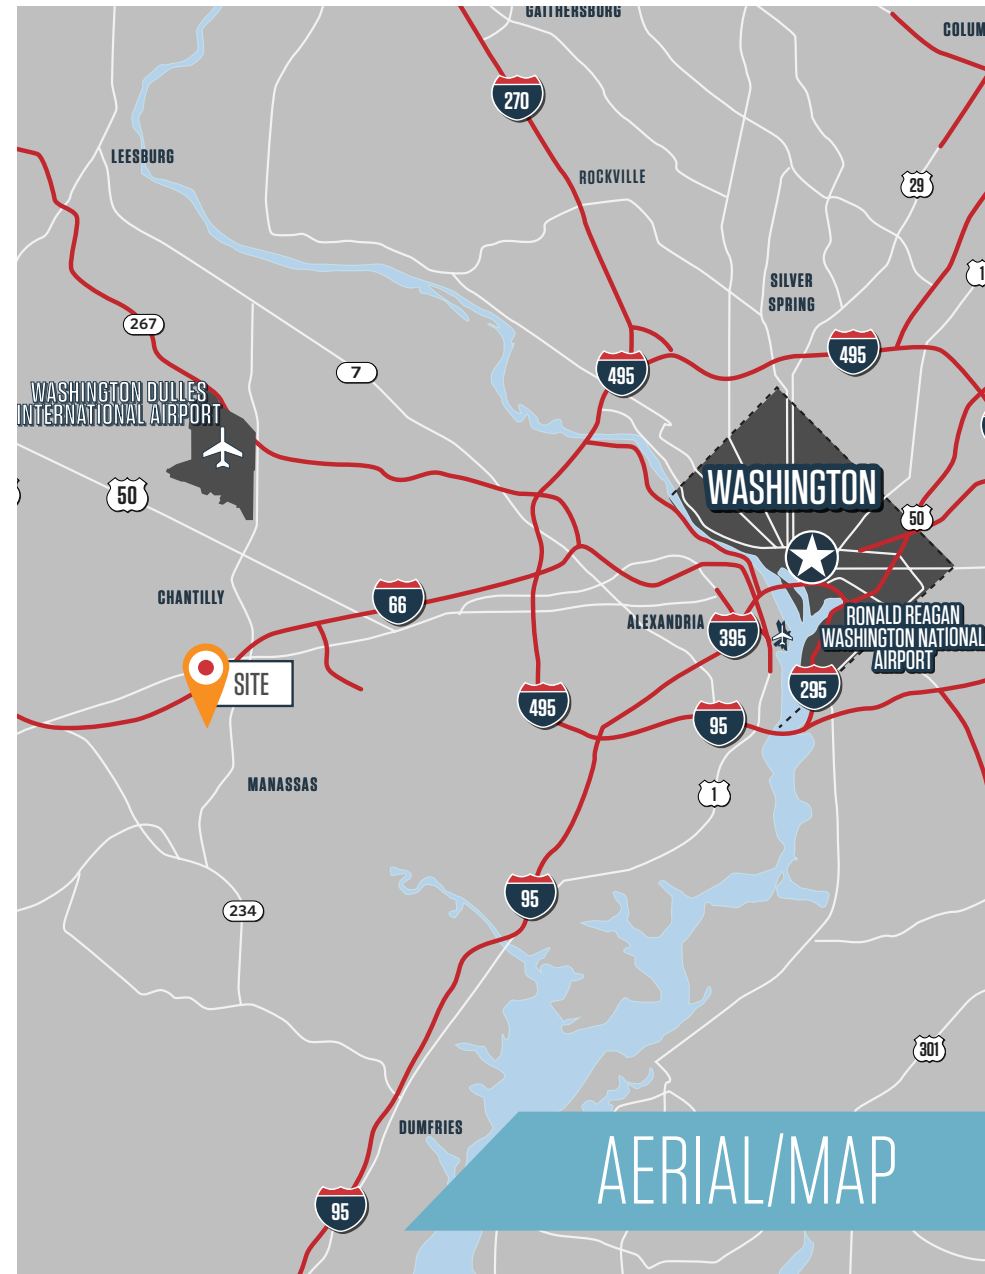 GAITHERSBURG
270
LEESBURG
ROCKVILLE
29
1
SILVER
SPRING
267
7
495
495
WASHINGTON DULLES
INTERNATIONAL AIRPORT
50
WASHINGTON
50
CHANTILLY
66
ALEXANDRIA
395
RONALD REAGAN
WASHINGTON NATIONAL
AIRPORT
SITE
295
495
95
MANASSAS
1
95
234
301
DUMFRIES
AERIAL/MAP
95